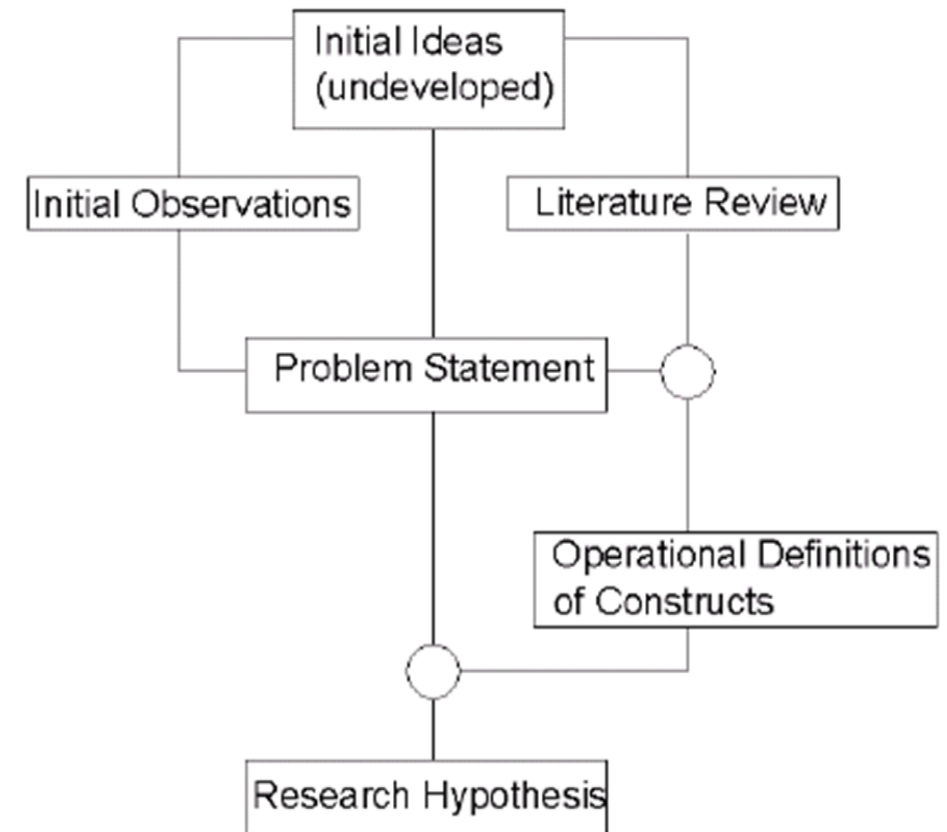 Initial Ideas
(undeveloped)
Initial Observations
Literature Review
Problem Statement
Operational Definitions
of Constructs
Research Hypothesis